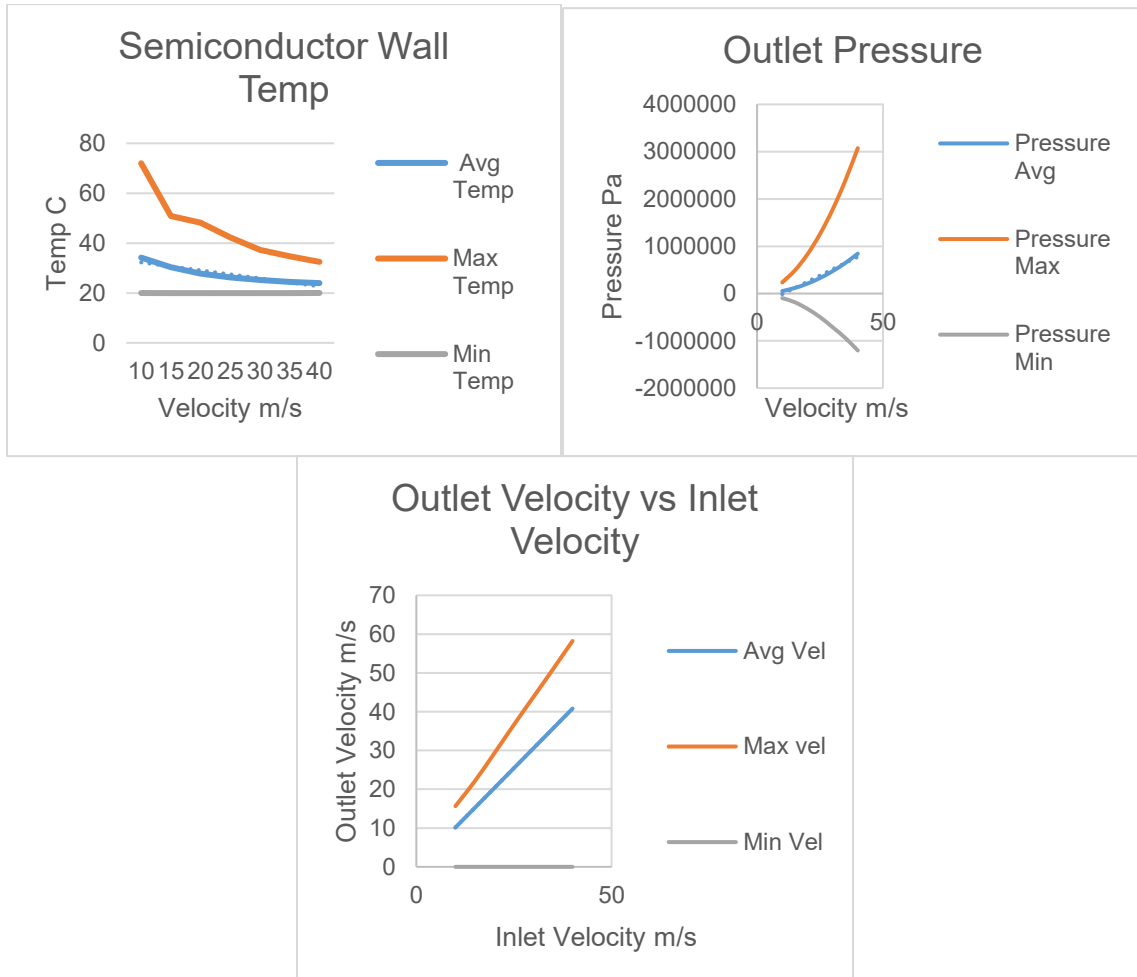 Semiconductor Wall
Temp
80
60
40
20
0
Temp C
10 15 20 25 30 35 40
Velocity m/s
Avg
Temp
Max
Temp
Min
Temp
Outlet Pressure
4000000
3000000
2000000
1000000
0
-1000000
-2000000
Pressure Pa
0 50
Velocity m/s
Pressure
Avg
Pressure
Max
Pressure
Min
Outlet Velocity vs Inlet
Velocity
70
60
50
40
30
20
10
0
Outlet Velocity m/s
0 50
Inlet Velocity m/s
Avg Vel
Max vel
Min Vel